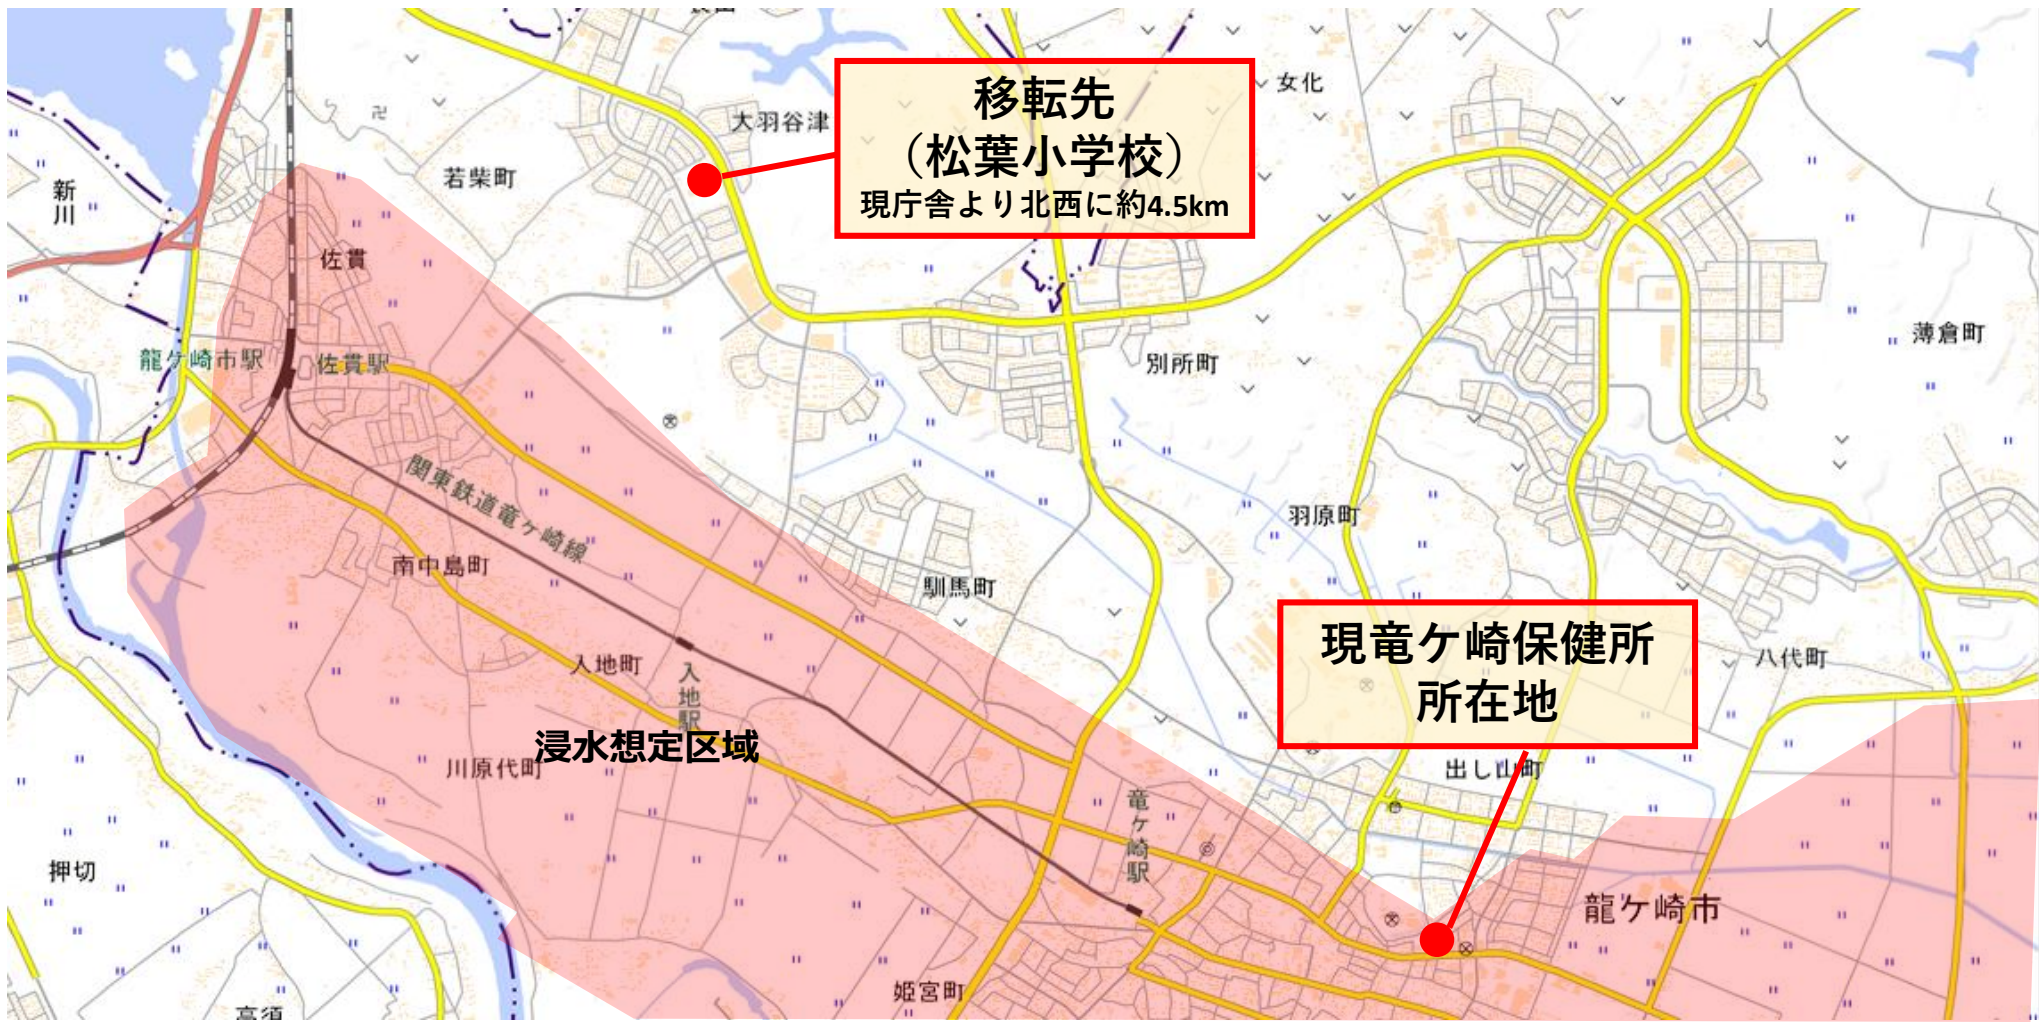 移転先
（松葉小学校）
現庁舎より北西に約4.5km
女化
大羽谷津
若柴町
新川
佐貫
龍ケ崎市駅
佐貫駅
別所町
薄倉町
関東鉄道竜ヶ崎線
羽原町
南中島町
馴馬町
現竜ケ崎保健所
所在地
八代町
入地町
入地駅
浸水想定区域
川原代町
出し山町
竜ケ崎駅
押切
龍ケ崎市
姫宮町
高須